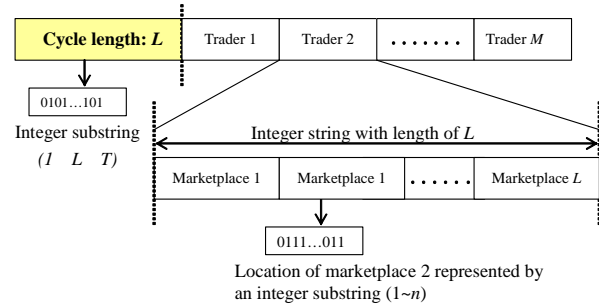 Cycle length: L
Trader 1
Trader 2
.......
Trader M
0101…101
Integer substring
(1 L T)
Integer string with length of L
Marketplace 1
Marketplace 1
......
Marketplace L
0111…011
Location of marketplace 2 represented by
an integer substring (1~n)